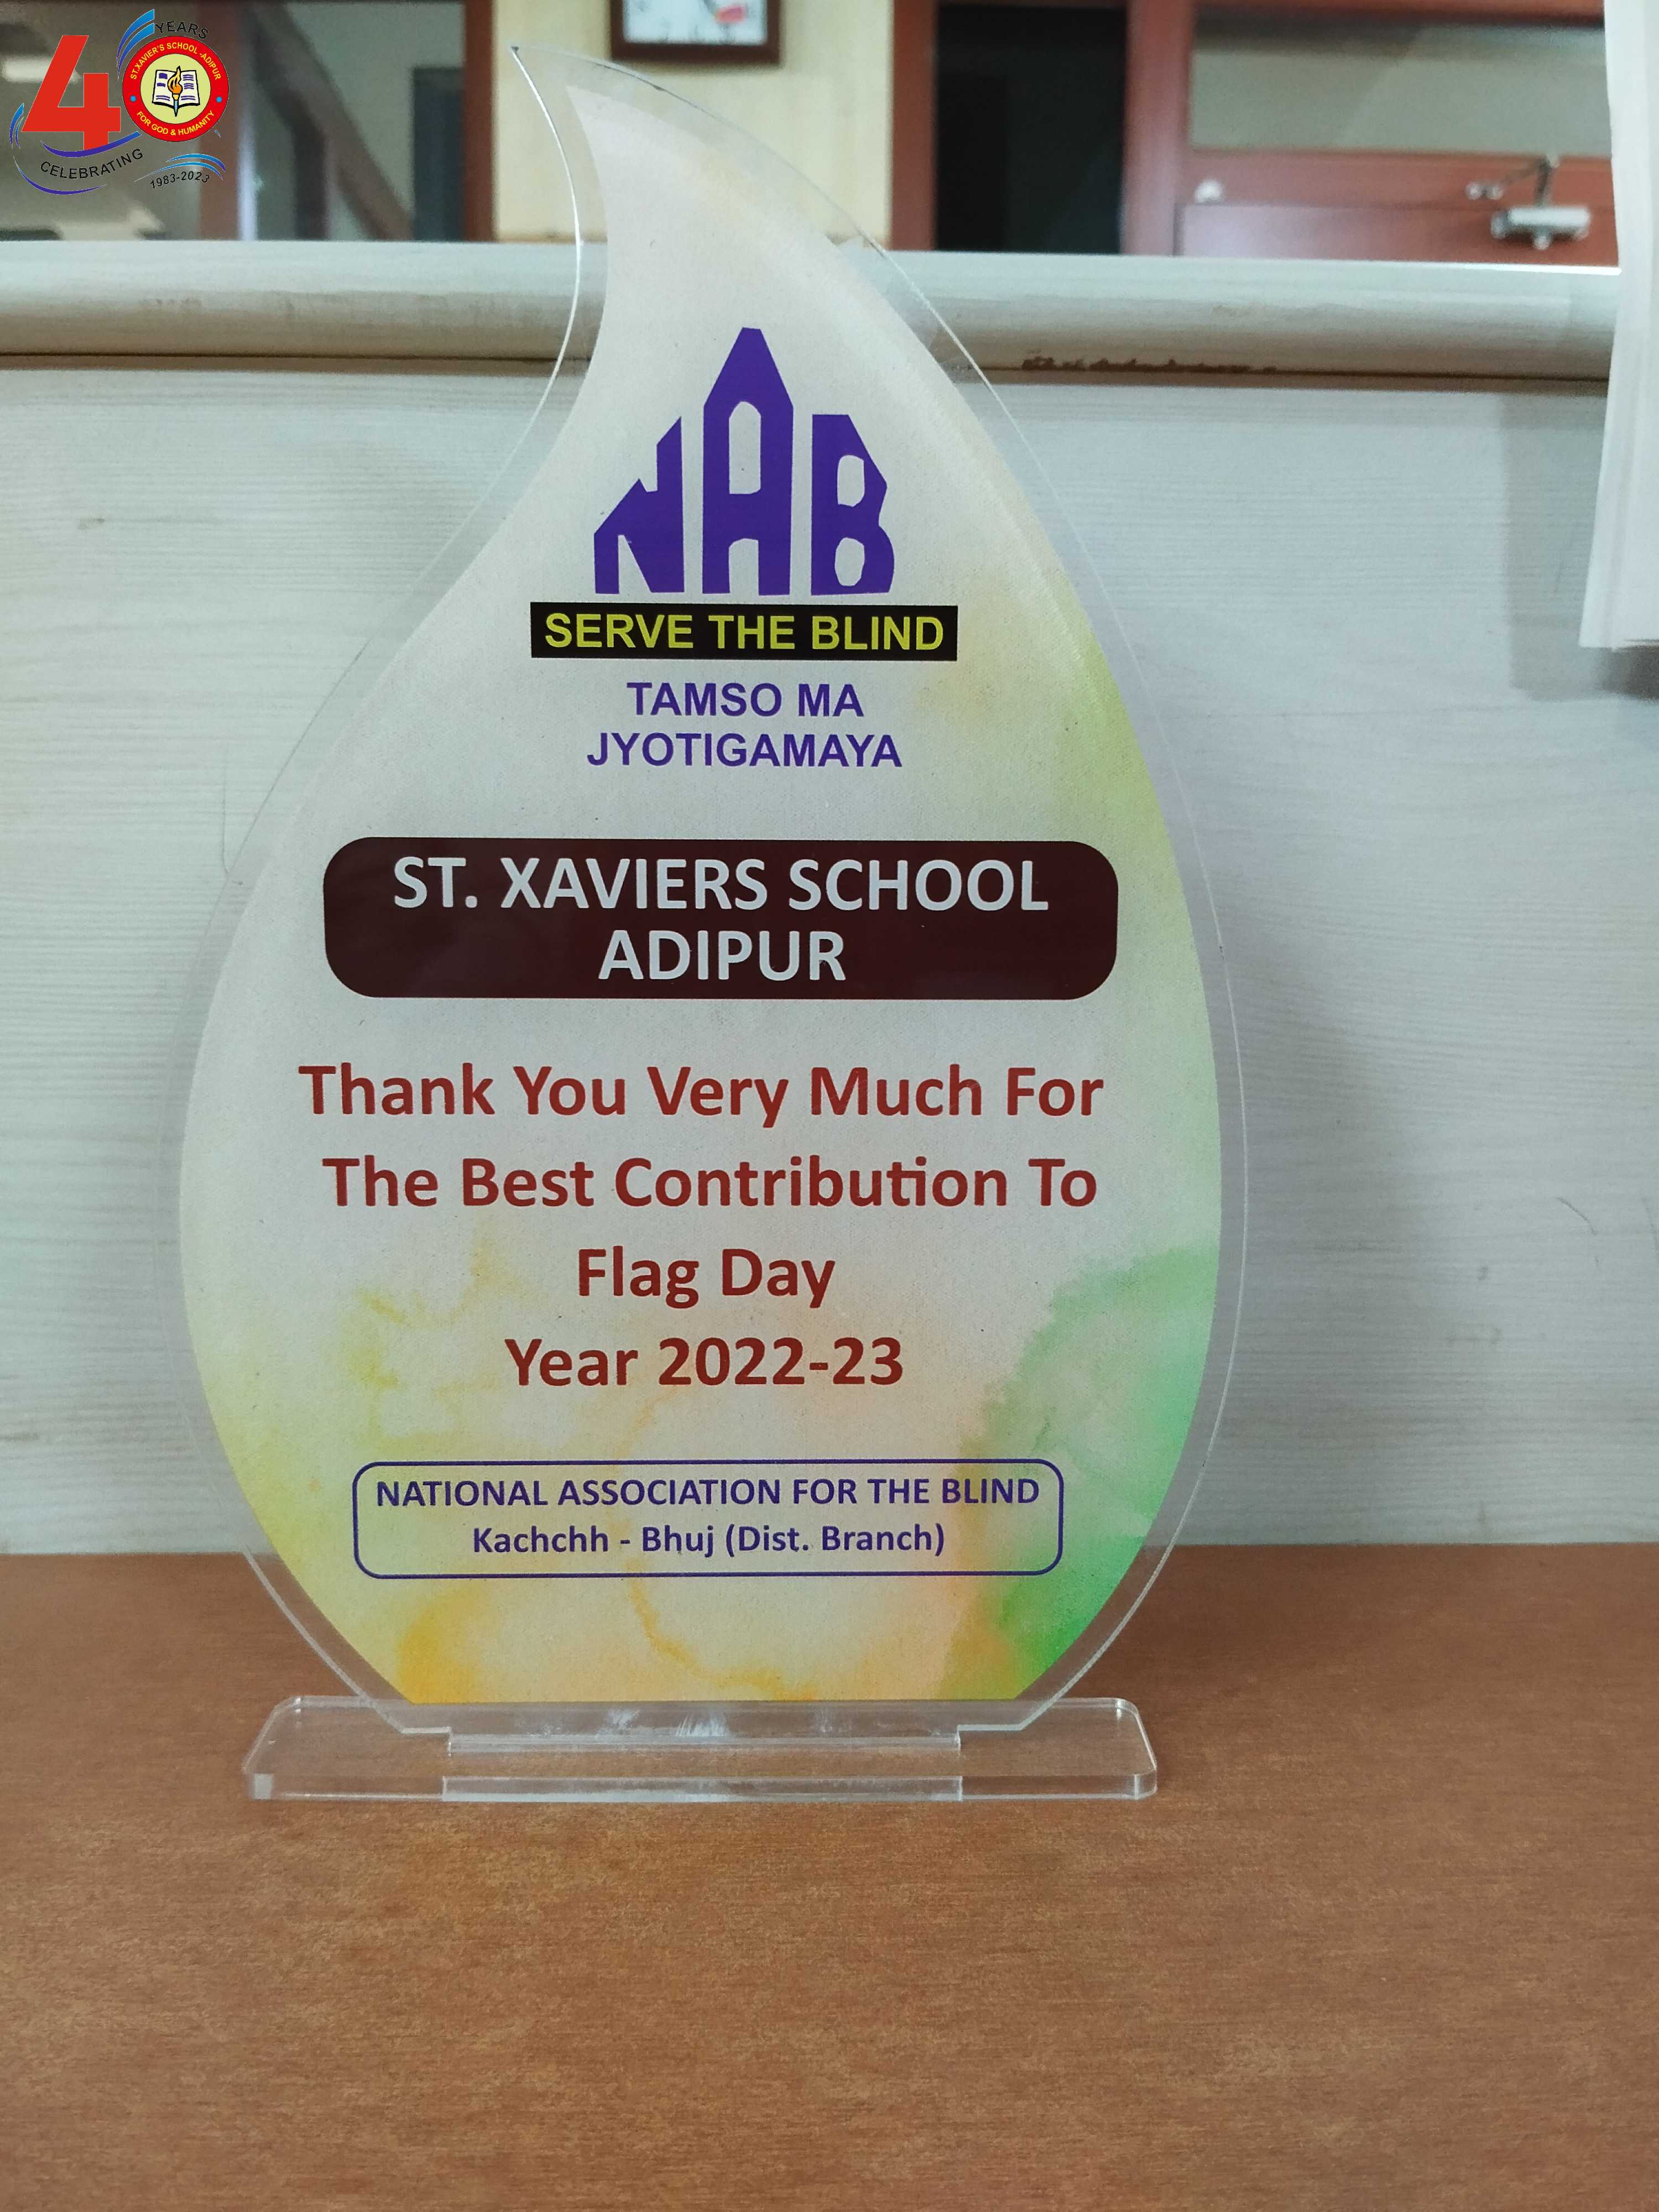 40
YEARS
ST.XAVIER'S SCHOOL-ADIPUR
FOR GOD & HUMANITY
CELEBRATING
1983-2023
NAB
SERVE THE BLIND
TAMSO MA
JYOTIGAMAYA
ST. XAVIERS SCHOOL
ADIPUR
Thank You Very Much For
The Best Contribution To
Flag Day
Year 2022-23
NATIONAL ASSOCIATION FOR THE BLIND
Kachchh - Bhuj (Dist. Branch)